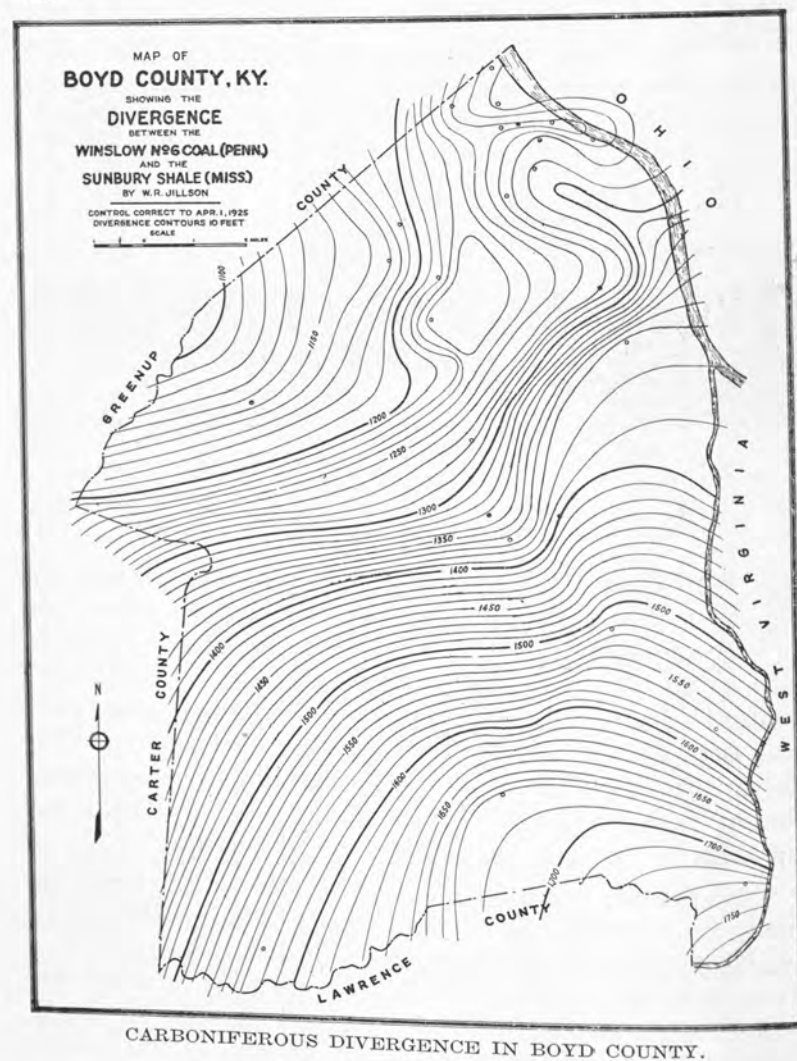 MAP OF
BOYD COUNTY, KY.
SHOWING THE
DIVERGENCE
BETWEEN THE
WINSLOW Nº6 COAL (PENN.)
AND THE
SUNBURY SHALE (MISS.)
BY W.R. JILLSON
CONTROL CORRECT TO APR. 1, 1925
DIVERGENCE CONTOURS 10 FEET
SCALE
MILES
OHIO
GREENUP COUNTY
1100
1150
1200
1250
1300
1350
1400
1450
1500
1500
WEST VIRGINIA
1400
1450
1500
1550
1600
1650
1550
1600
1650
1700
1200
1750
N
CARTER COUNTY
LAWRENCE COUNTY
CARBONIFEROUS DIVERGENCE IN BOYD COUNTY.